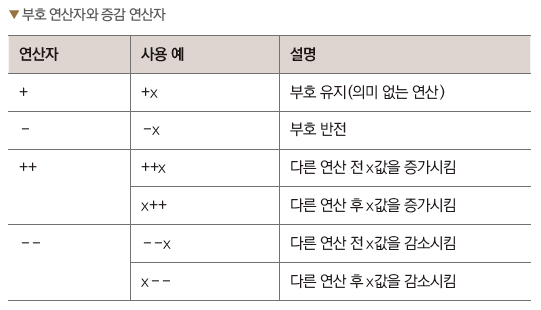 ▼부호 연산자와 증감 연산자
연산자 사용 예 설명
+ +x 부호 유지(의미 없는 연산)
- -x 부호 반전
++ ++x 다른 연산 전 x값을 증가시킴
x++ 다른 연산 후 x값을 증가시킴
-- --x 다른 연산 전 x값을 감소시킴
x-- 다른 연산 후 x값을 감소시킴